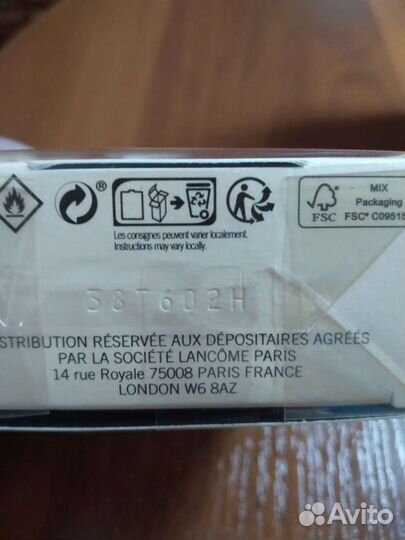 ®
MIX
Packaging
FSC
FSC® C09515
Les consignes peuvent varier localement.
Instructions may vary locally.
38T602H
STRIBUTION RÉSERVÉE AUX DÉPOSITAIRES AGRÉÉS
PAR LA SOCIÉTÉ LANCÔME PARIS
14 rue Royale 75008 PARIS FRANCE
LONDON W6 8AZ
Avito